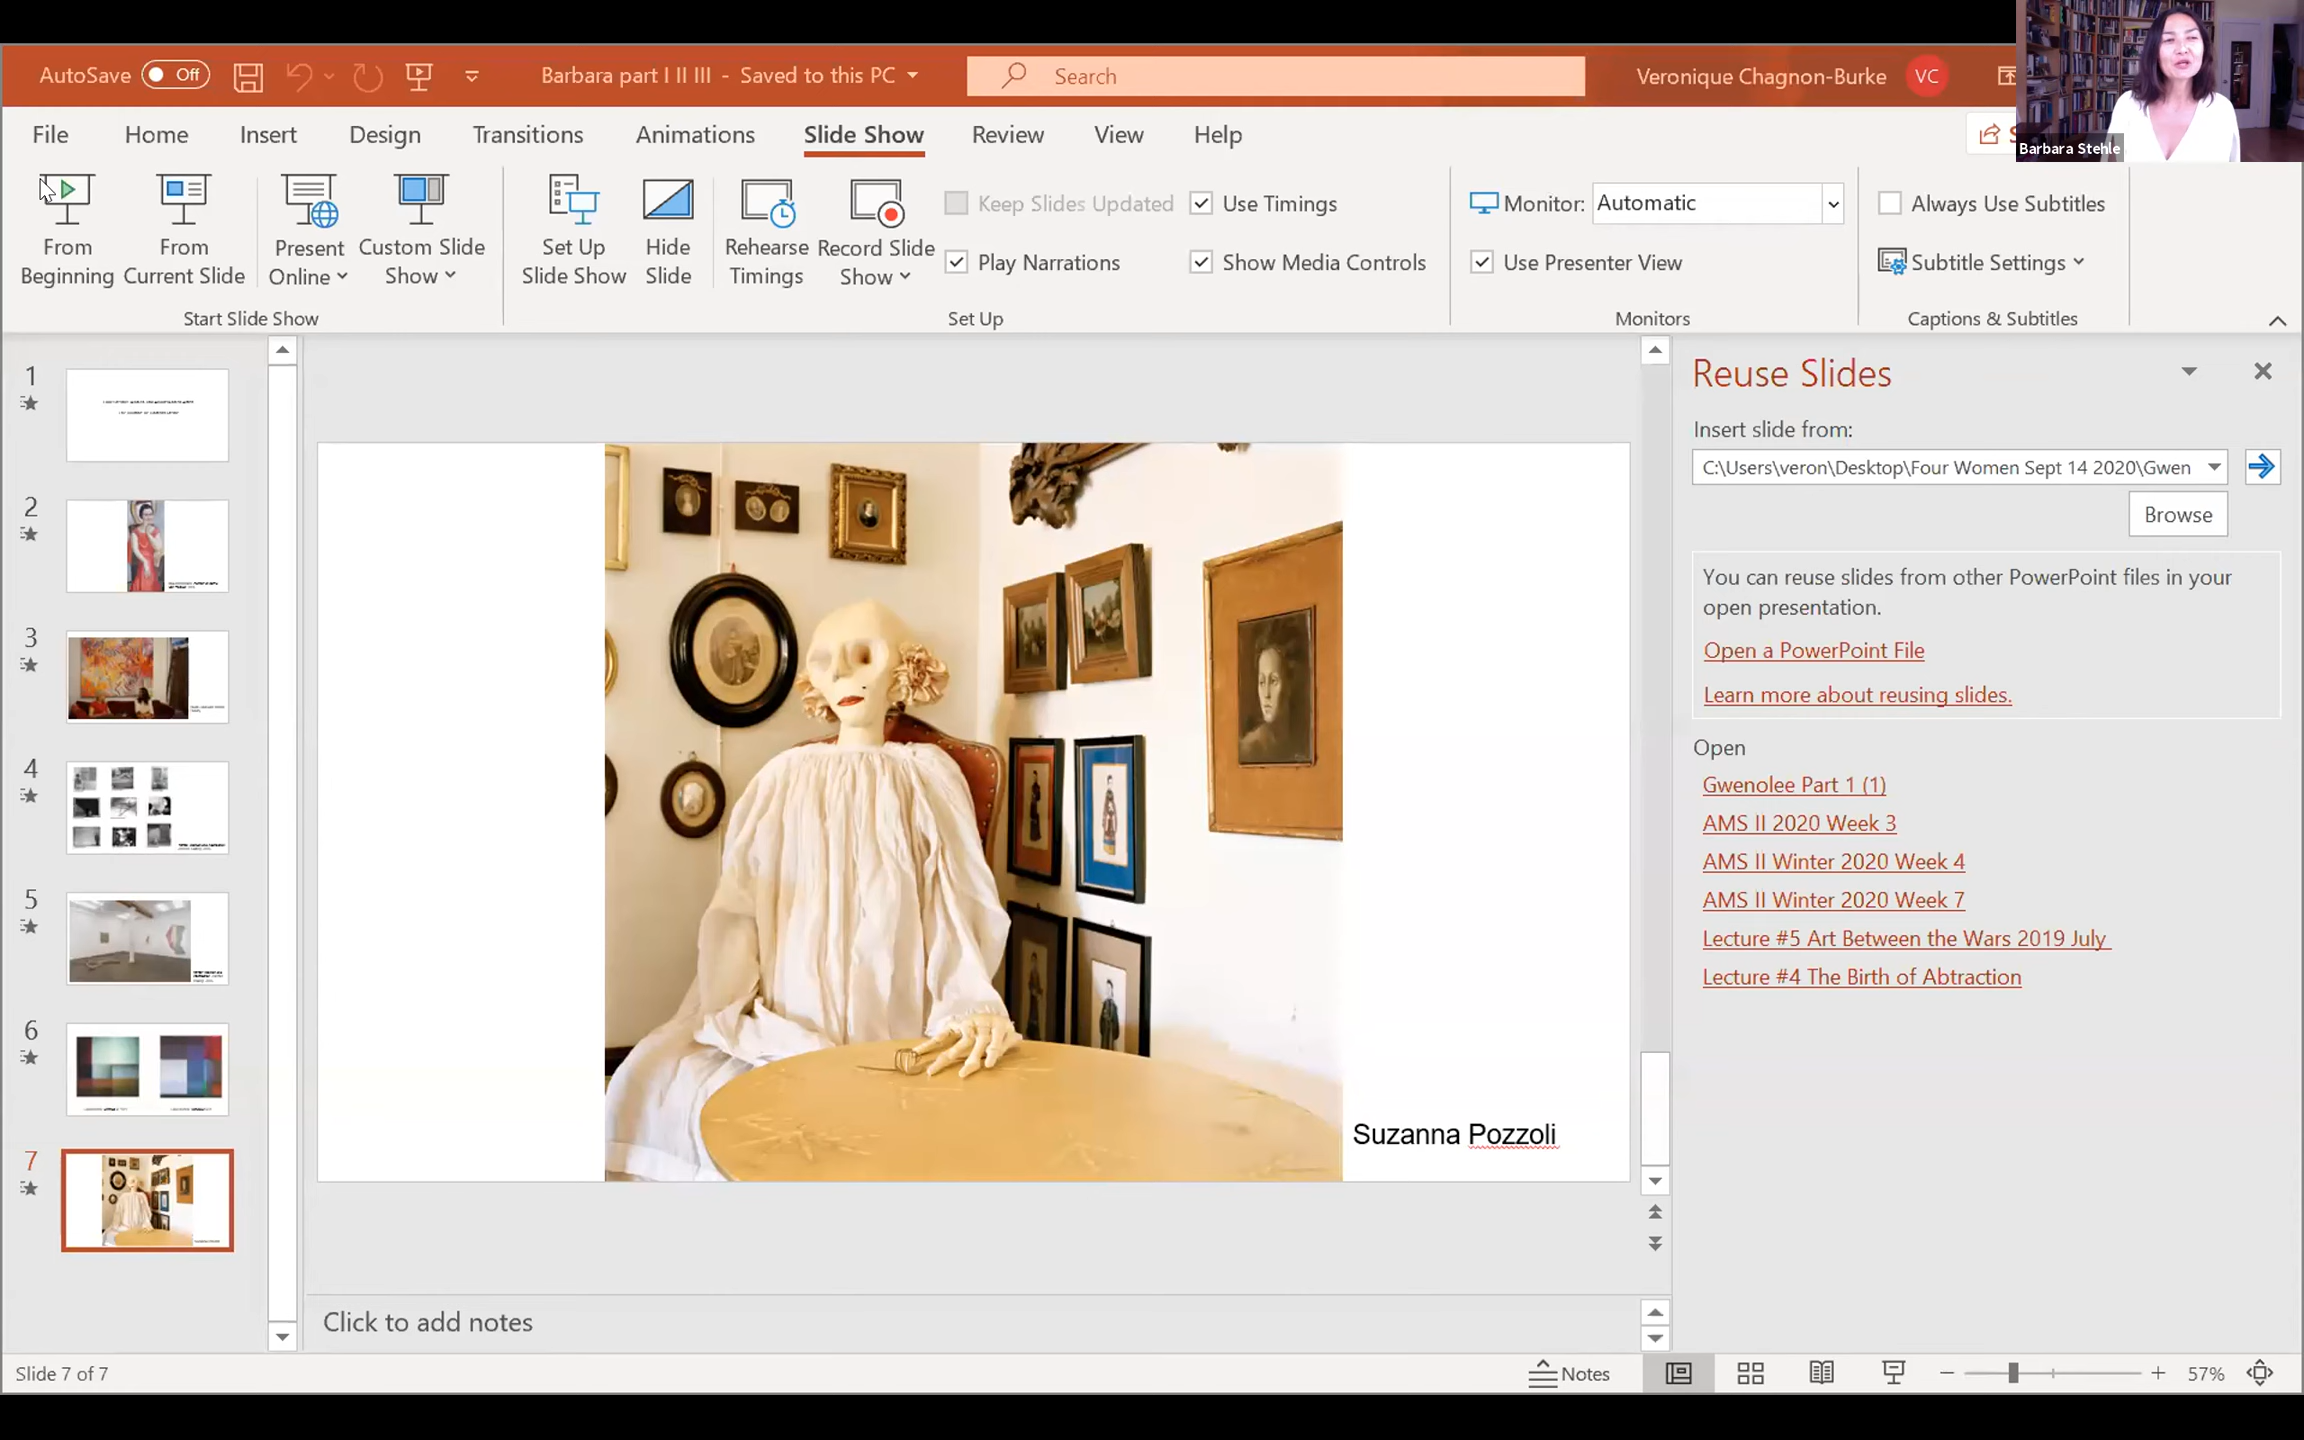 AutoSave Off
Barbara part I II III - Saved to this PC
Search
Veronique Chagnon-Burke VC
Barbara Stehle
File Home Insert Design Transitions Animations Slide Show Review View Help
From Beginning
From Current Slide
Present Online
Custom Slide Show
Start Slide Show
Set Up Slide Show
Hide Slide
Rehearse Timings
Record Slide Show
Keep Slides Updated
Play Narrations
Use Timings
Show Media Controls
Set Up
Monitor: Automatic
Use Presenter View
Monitors
Always Use Subtitles
Subtitle Settings
Captions & Subtitles
1
2
3
4
5
6
7
Suzanna Pozzoli
Click to add notes
Reuse Slides
Insert slide from:
C:\Users\veron\Desktop\Four Women Sept 14 2020\Gwen
Browse
You can reuse slides from other PowerPoint files in your
open presentation.
Open a PowerPoint File
Learn more about reusing slides.
Open
Gwenolee Part 1 (1)
AMS II 2020 Week 3
AMS II Winter 2020 Week 4
AMS II Winter 2020 Week 7
Lecture #5 Art Between the Wars 2019 July
Lecture #4 The Birth of Abtraction
Slide 7 of 7
Notes
57%